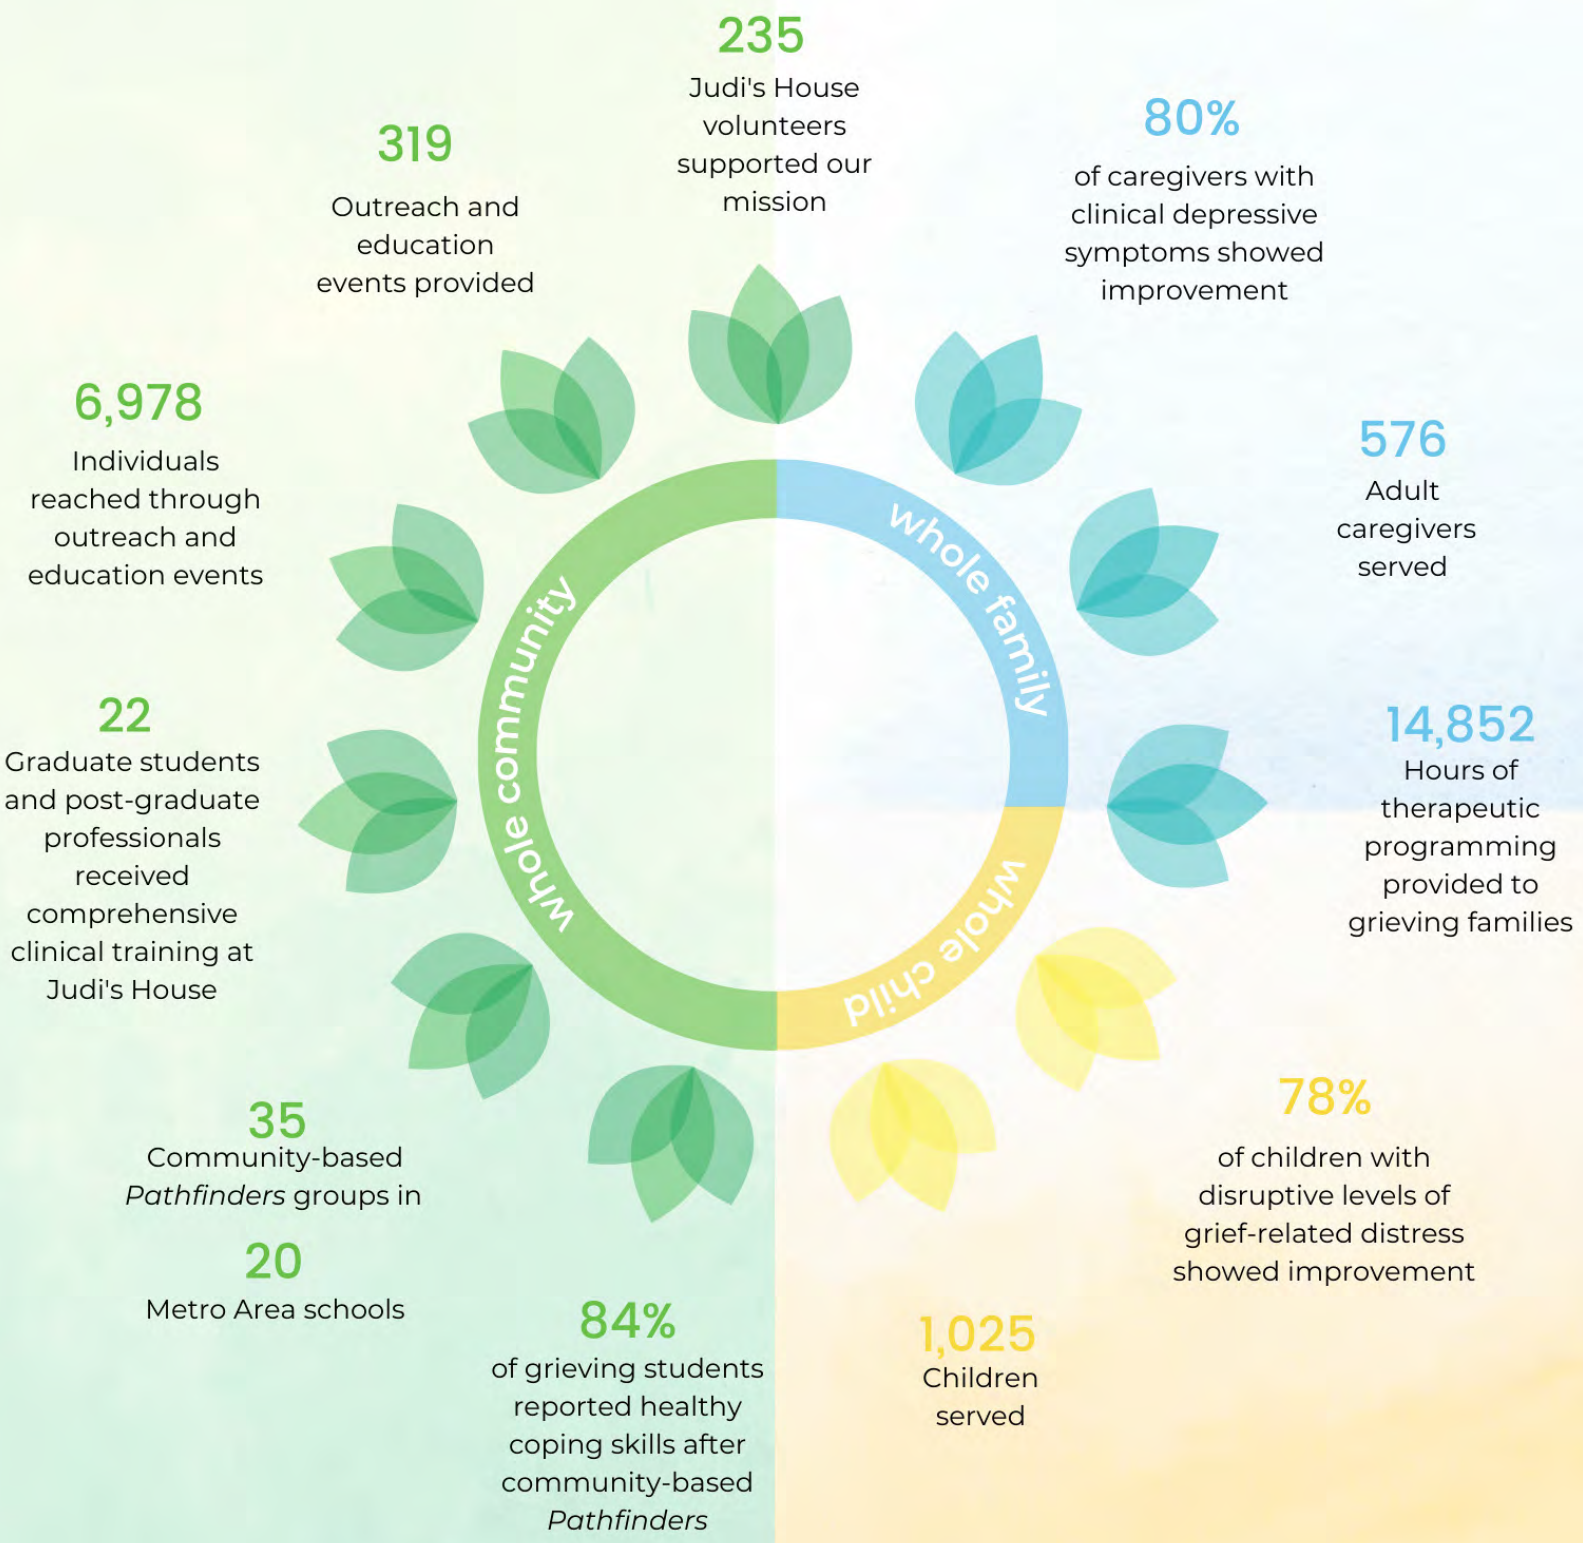 235
Judi's House
volunteers
supported our
mission
80%
of caregivers with
clinical depressive
symptoms showed
improvement
319
Outreach and
education
events provided
6,978
Individuals
reached through
outreach and
education events
576
Adult
caregivers
served
22
Graduate students
and post-graduate
professionals
received
comprehensive
clinical training at
Judi's House
14,852
Hours of
therapeutic
programming
provided to
grieving families
whole community
whole family
whole child
35
Community-based
Pathfinders groups in
20
Metro Area schools
78%
of children with
disruptive levels of
grief-related distress
showed improvement
84%
of grieving students
reported healthy
coping skills after
community-based
Pathfinders
1,025
Children
served